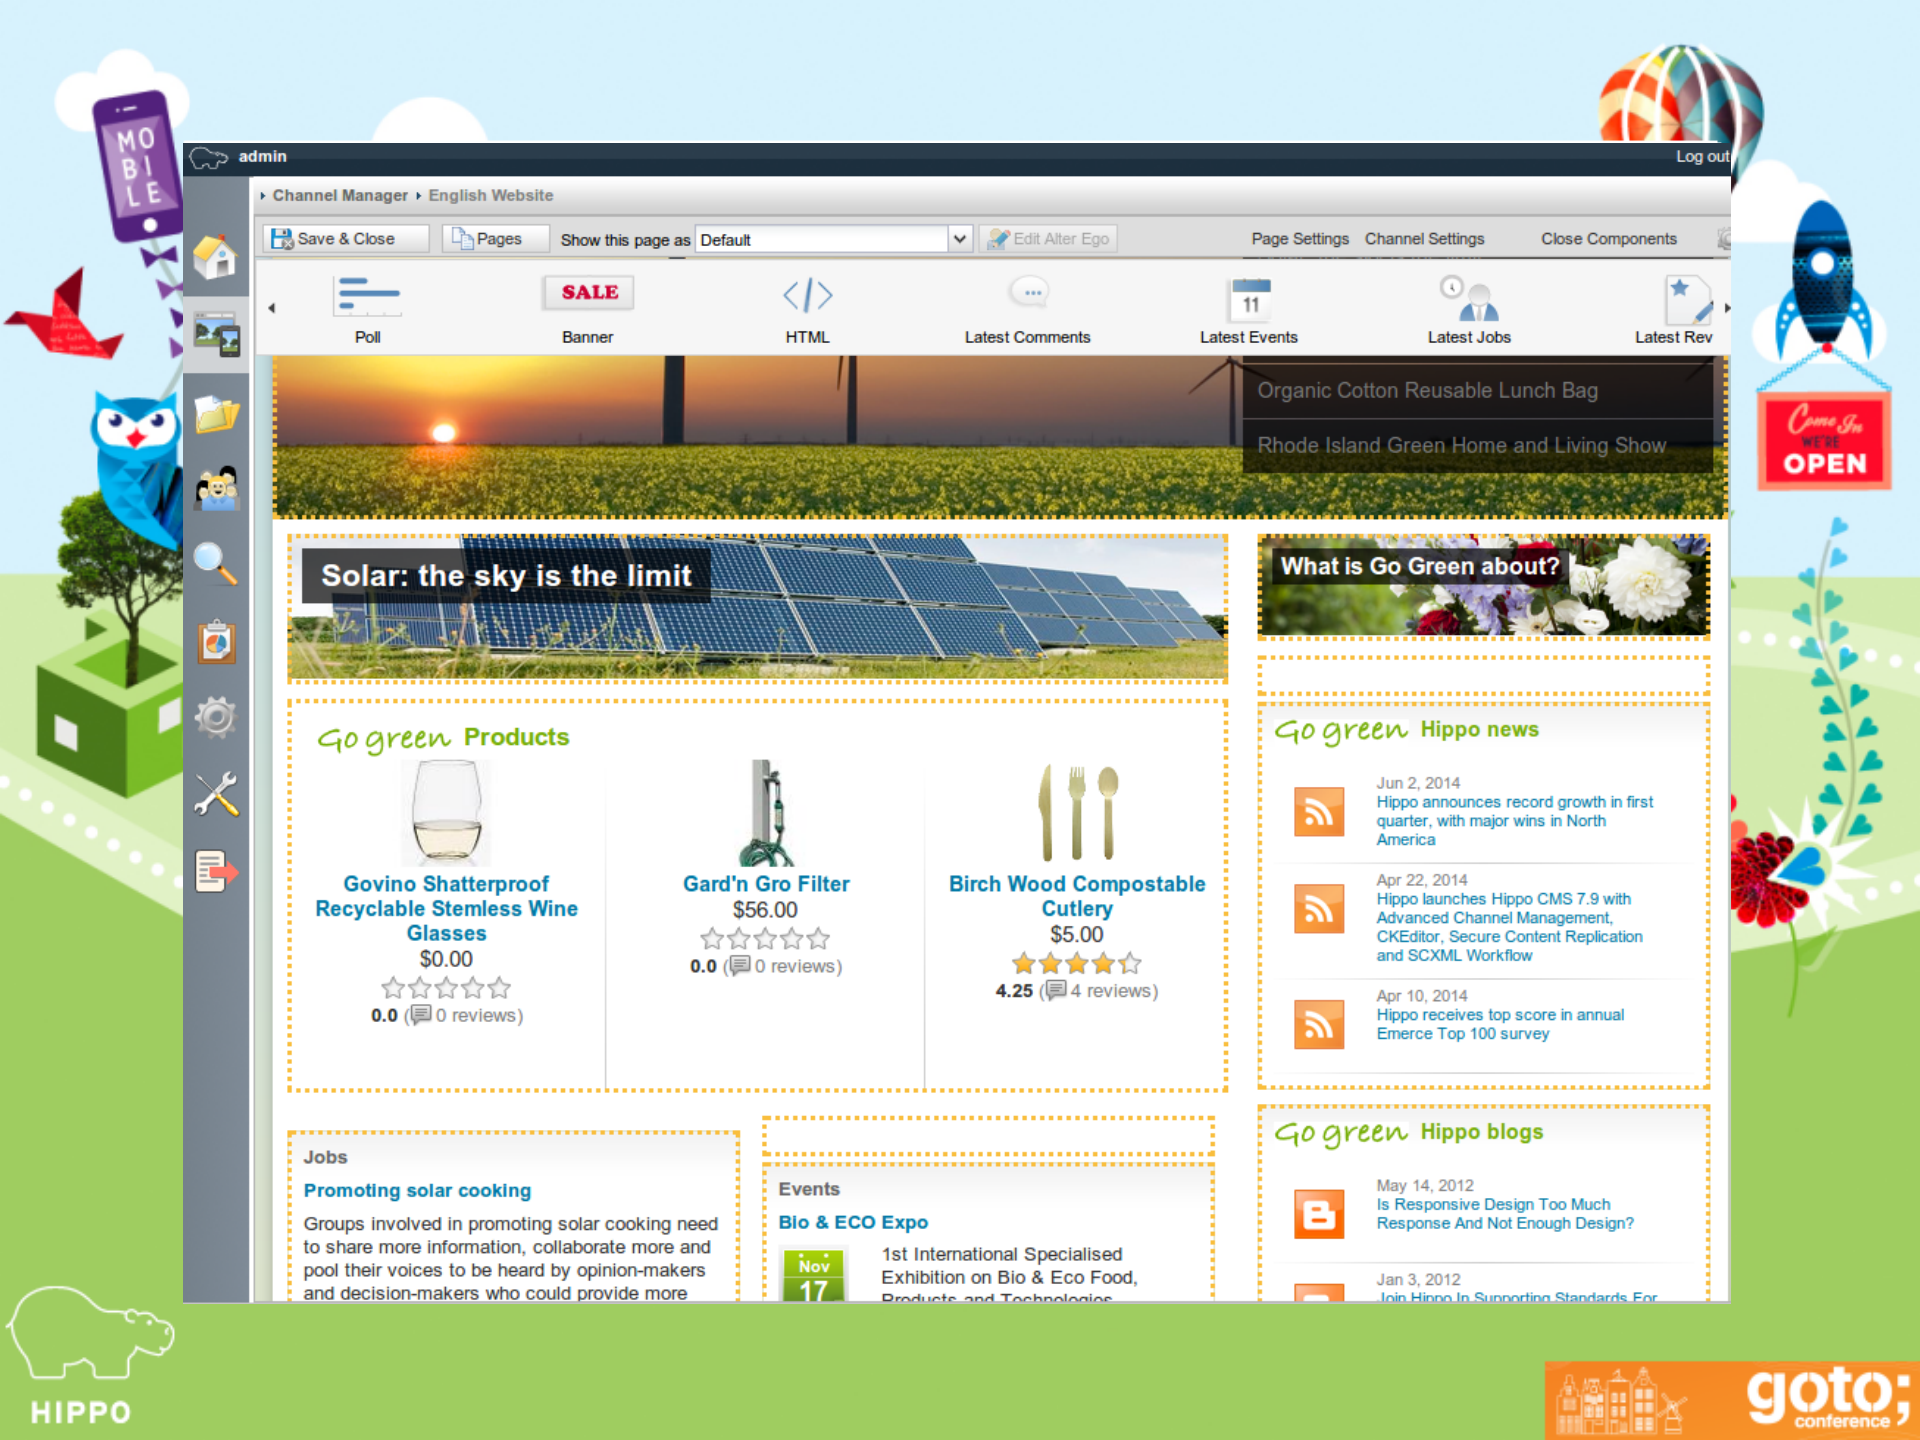 MO
BI
LE
admin
Log out
Channel Manager
English Website
Save & Close
Pages
Show this page as
Default
Edit Alter Ego
Page Settings
Channel Settings
Close Components
SALE
11
Poll
Banner
HTML
Latest Comments
Latest Events
Latest Jobs
Latest Rev
Organic Cotton Reusable Lunch Bag
Rhode Island Green Home and Living Show
Come In
WE'RE
OPEN
Solar: the sky is the limit
What is Go Green about?
Go green Products
Govino Shatterproof
Recyclable Stemless Wine
Glasses
$0.00
0.0 (0 reviews)
Gard'n Gro Filter
$56.00
0.0 (0 reviews)
Birch Wood Compostable
Cutlery
$5.00
4.25 (4 reviews)
Go green Hippo news
Jun 2, 2014
Hippo announces record growth in first
quarter, with major wins in North
America
Apr 22, 2014
Hippo launches Hippo CMS 7.9 with
Advanced Channel Management,
CKEditor, Secure Content Replication
and SCXML Workflow
Apr 10, 2014
Hippo receives top score in annual
Emerce Top 100 survey
Jobs
Promoting solar cooking
Groups involved in promoting solar cooking need
to share more information, collaborate more and
pool their voices to be heard by opinion-makers
and decision-makers who could provide more
Events
Bio & ECO Expo
Nov
17
1st International Specialised
Exhibition on Bio & Eco Food,
Products and Technologies
Go green Hippo blogs
May 14, 2012
Is Responsive Design Too Much
Response And Not Enough Design?
Jan 3, 2012
Join Hippo In Supporting Standards For
HIPPO
goto;
conference